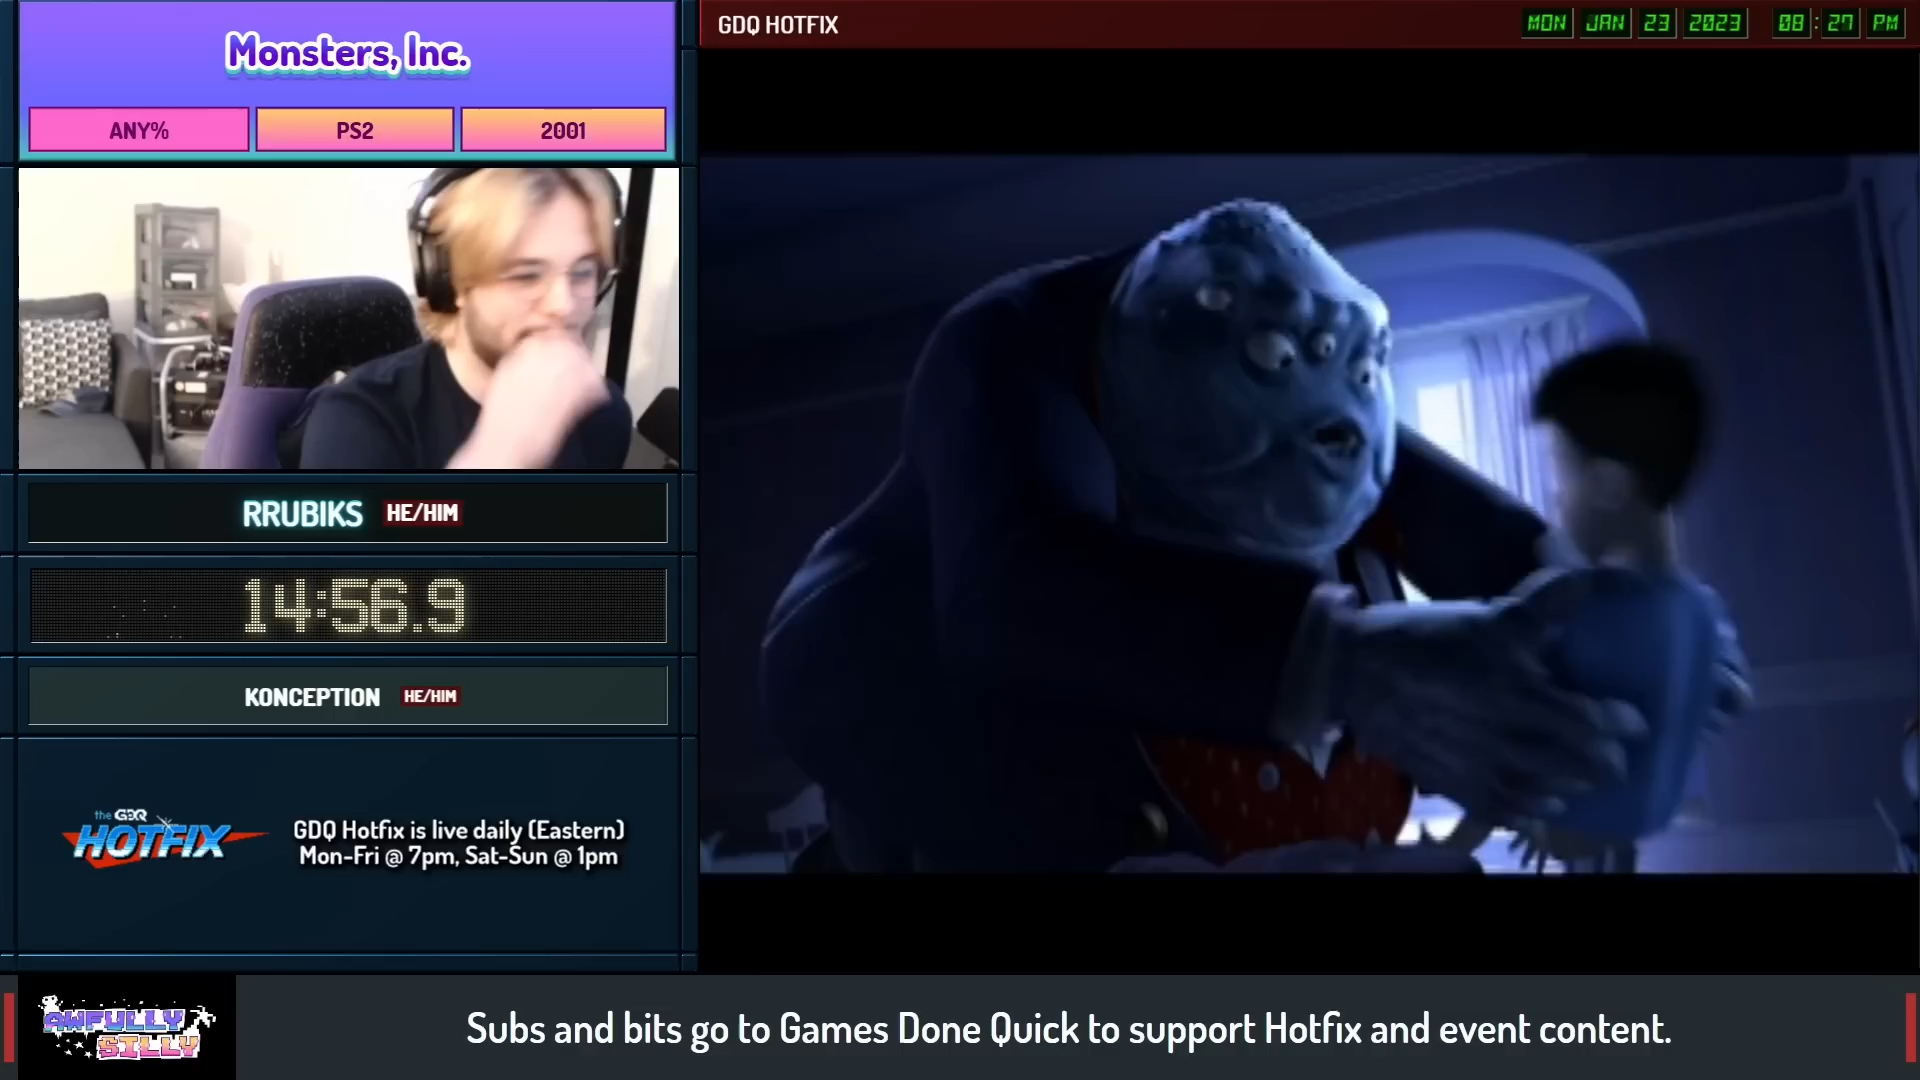 Monsters, Inc.
ANY%
PS2
2001
GDQ HOTFIX
MON JAN 23 2023 08:27 PM
RRUBIKS HE/HIM
14:56.9
KONCEPTION HE/HIM
the GDQ
HOTFIX
GDQ Hotfix is live daily (Eastern)
Mon-Fri @ 7pm, Sat-Sun @ 1pm
AWFULLY
SILLY
Subs and bits go to Games Done Quick to support Hotfix and event content.